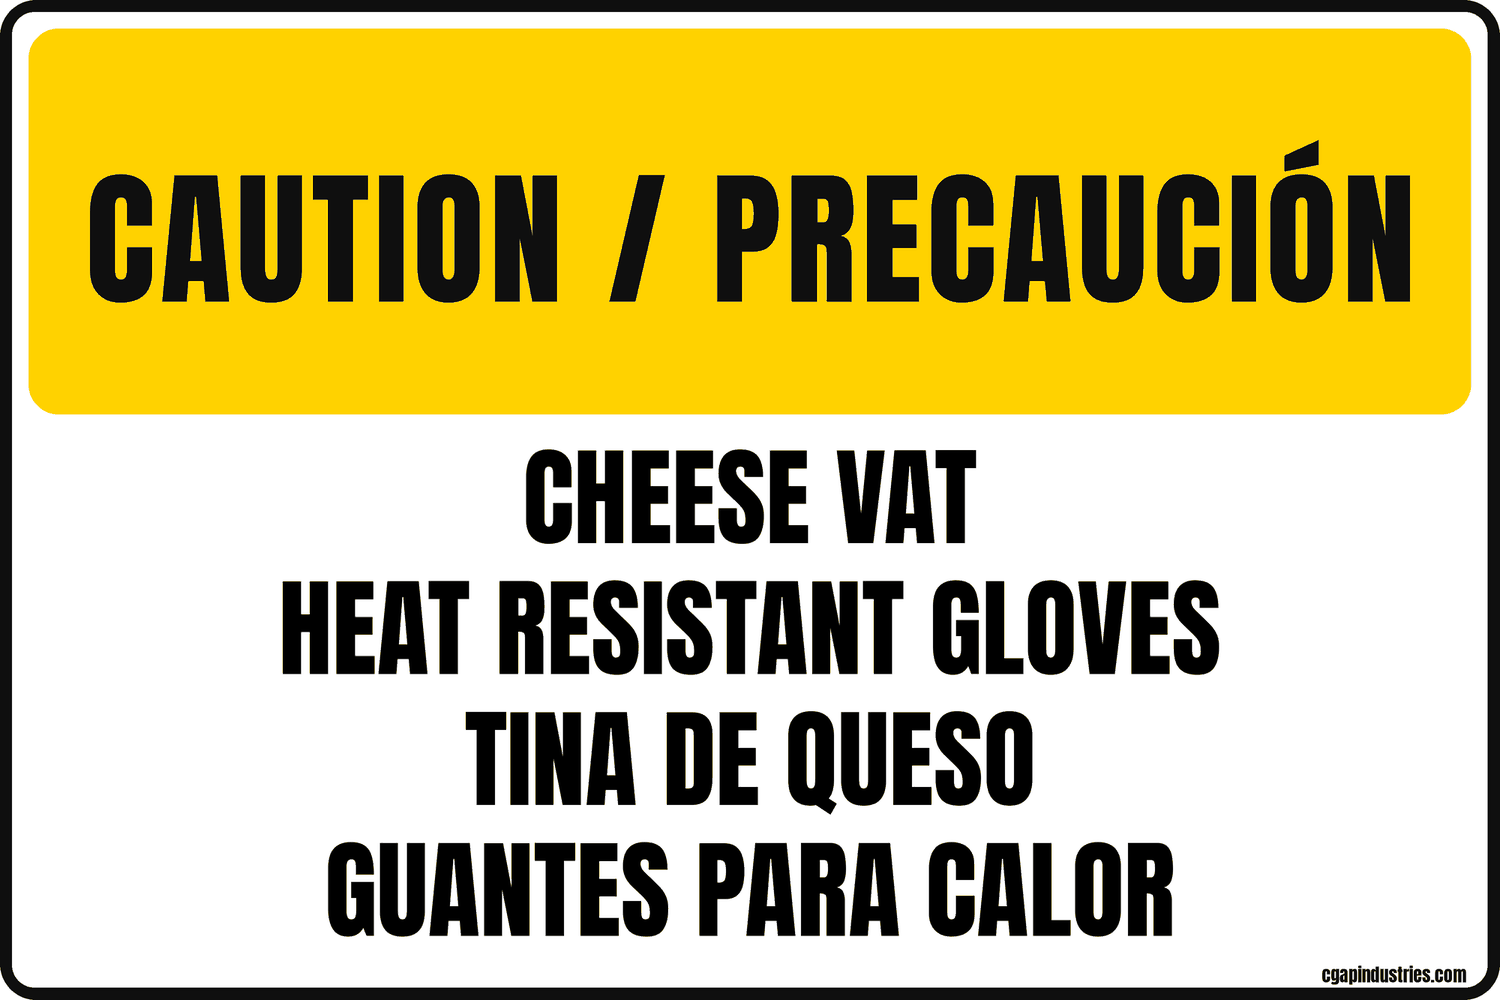 CAUTION / PRECAUCIÓN
CHEESE VAT
HEAT RESISTANT GLOVES
TINA DE QUESO
GUANTES PARA CALOR
cgapindustries.com